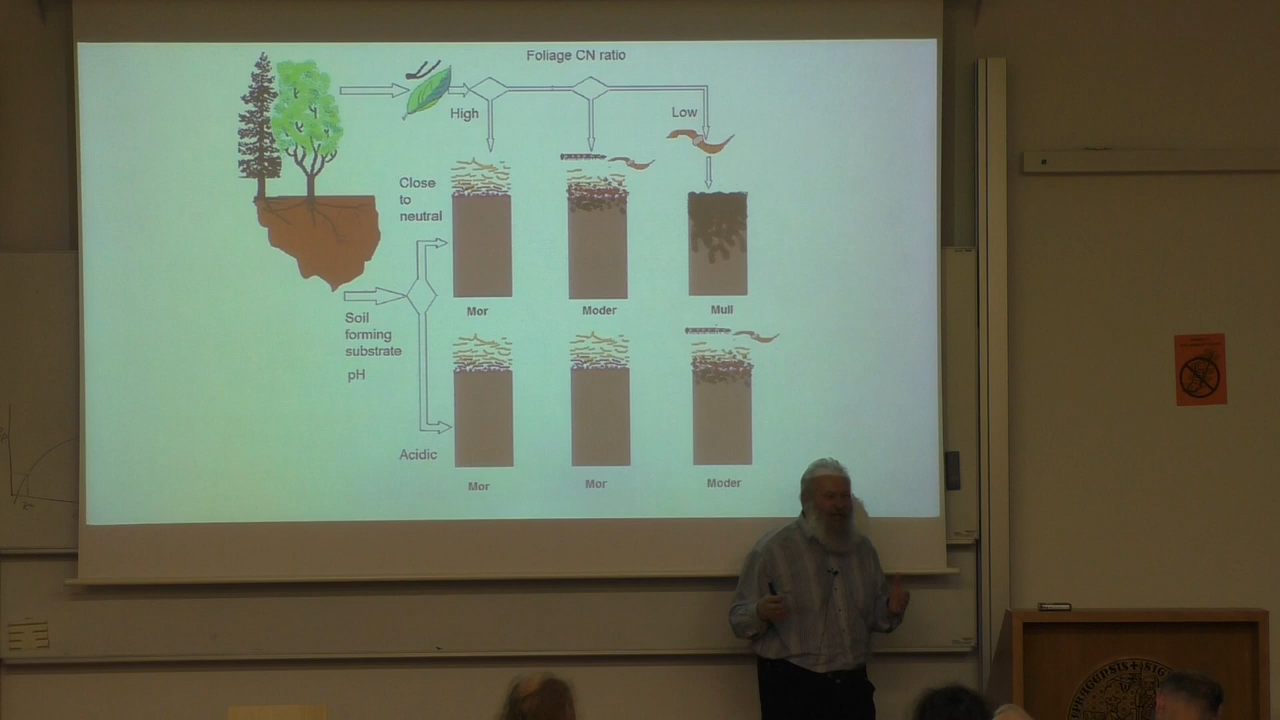 Foliage CN ratio
High
Low
Close
to
neutral
Mor
Moder
Mull
Soil
forming
substrate
pH
Acidic
Mor
Mor
Moder